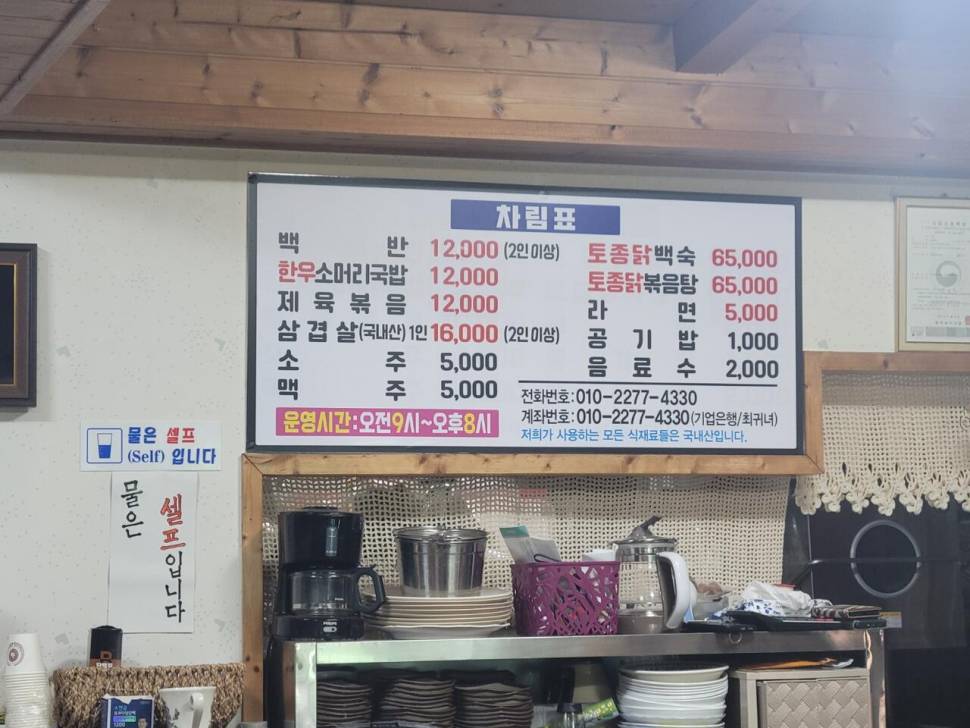 차림표
백 반 12,000 (2인 이상)
한우소머리국밥 12,000
제 육 볶 음 12,000
삼 겹 살(국내산) 1인 16,000 (2인 이상)
소 주 5,000
맥 주 5,000
운영시간:오전9시~오후8시
토종닭백숙 65,000
토종닭볶음탕 65,000
라 면 5,000
공 기 밥 1,000
음 료 수 2,000
전화번호:010-2277-4330
계좌번호:010-2277-4330(기업은행/최귀녀)
저희가 사용하는 모든 식재료들은 국내산입니다.
물은 셀프
(Self) 입니다
물은
셀프입니다